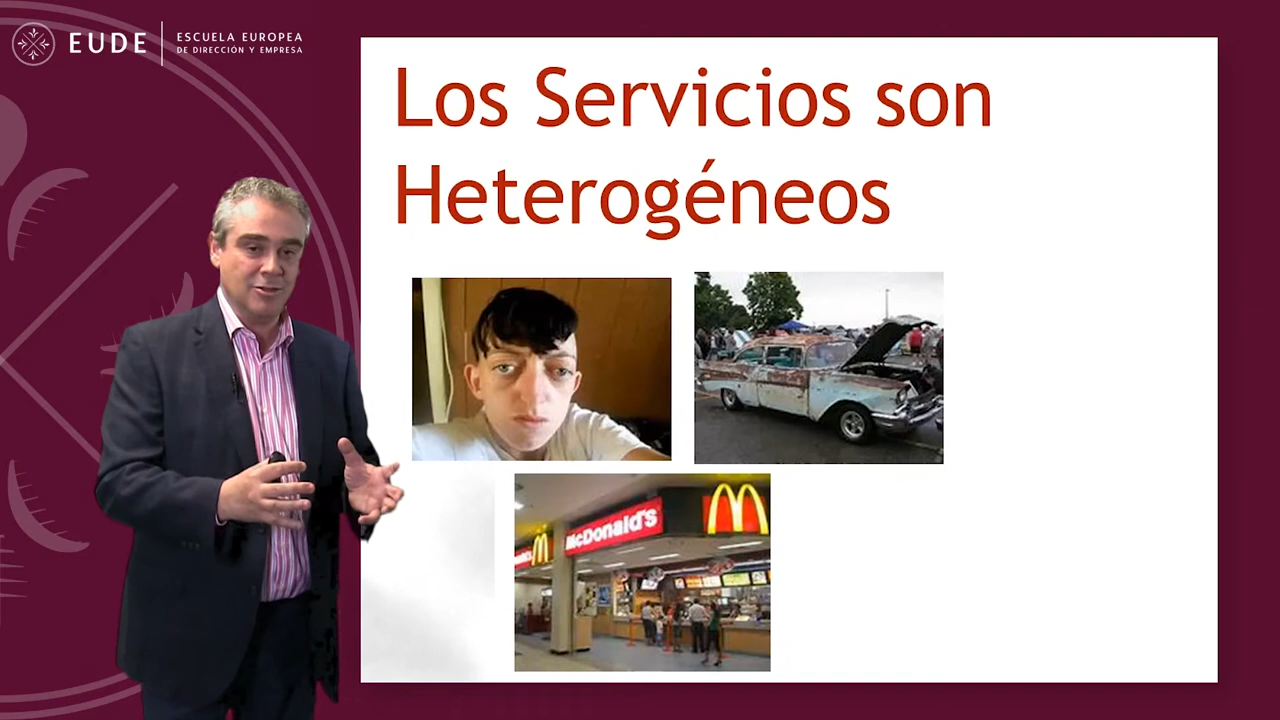 EUDE
ESCUELA EUROPEA
DE DIRECCIÓN Y EMPRESA
Los Servicios son
Heterogéneos
McDonald's